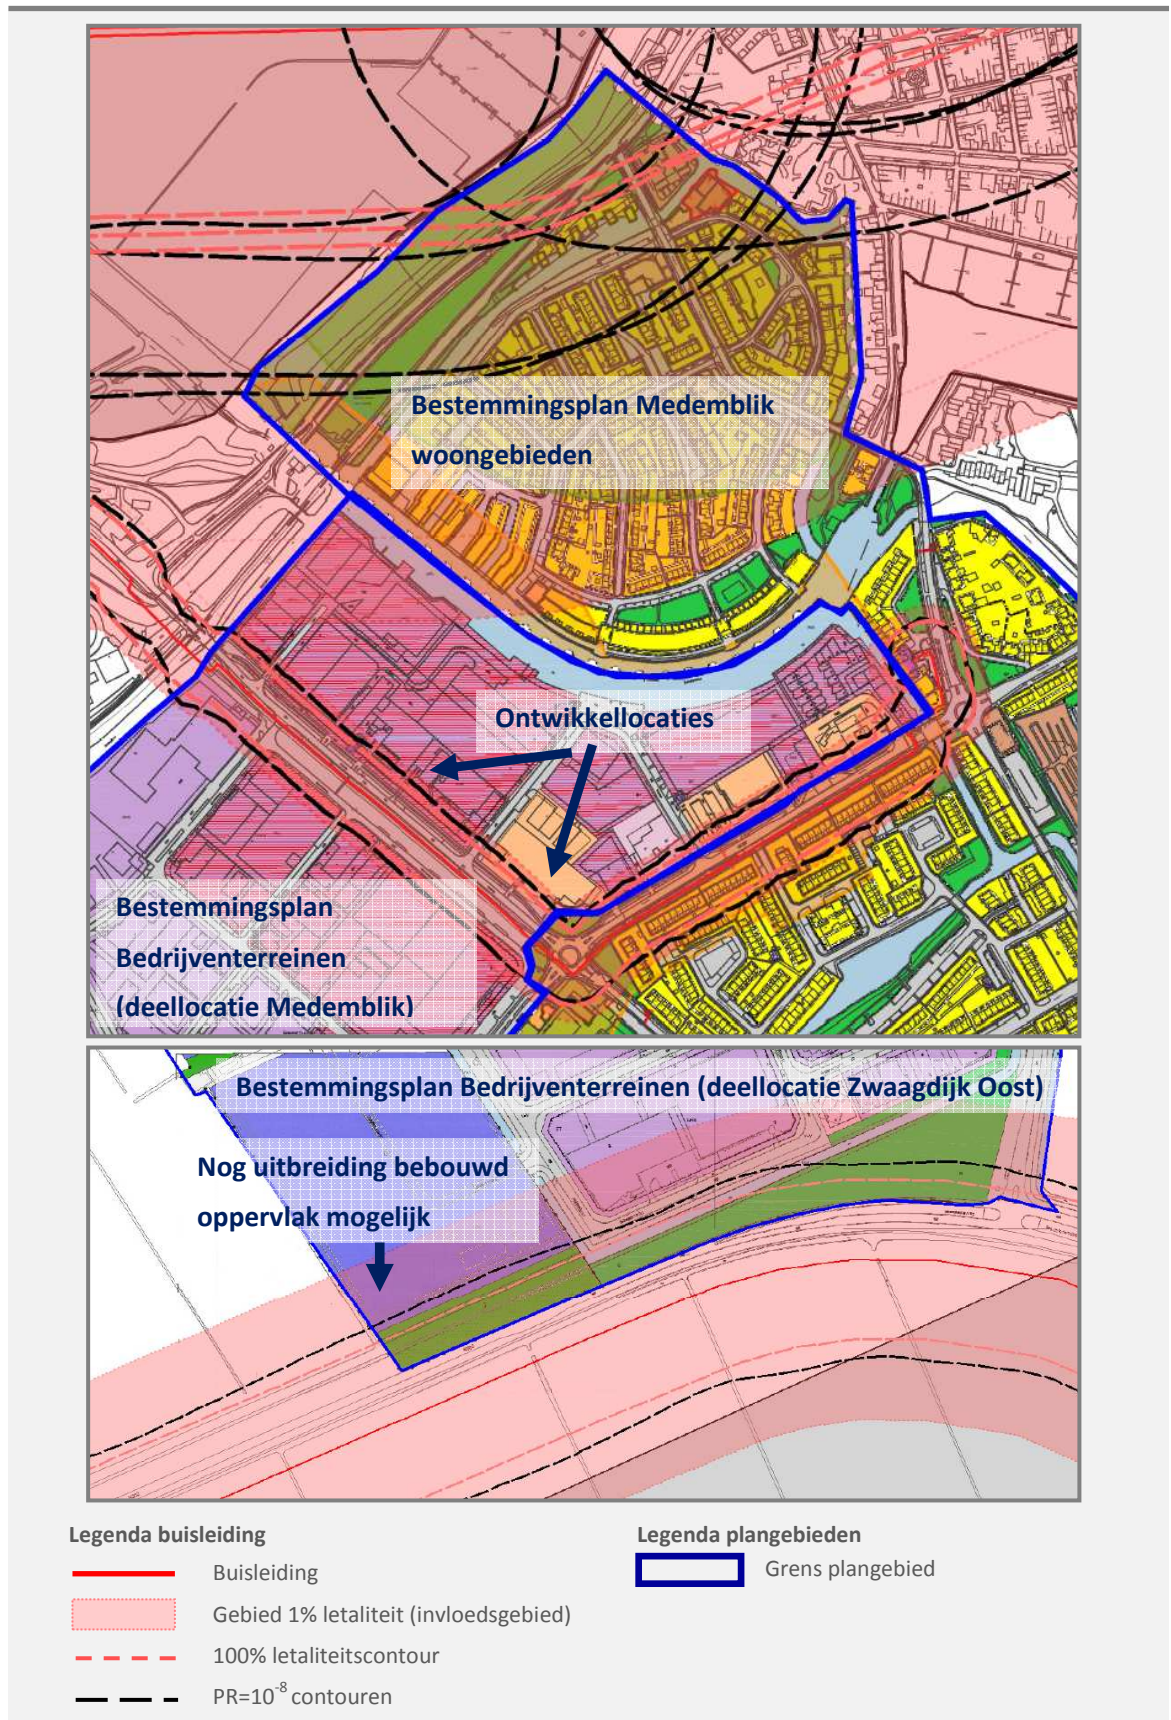 Bestemmingsplan Medemblik
woongebieden
Ontwikkellocaties
Bestemmingsplan
Bedrijventerreinen
(deellocatie Medemblik)
Bestemmingsplan Bedrijventerreinen (deellocatie Zwaagdijk Oost)
Nog uitbreiding bebouwd
oppervlak mogelijk
Legenda buisleiding
Buisleiding
Gebied 1% letaliteit (invloedsgebied)
100% letaliteitscontour
PR=10⁻⁸ contouren
Legenda plangebieden
Grens plangebied